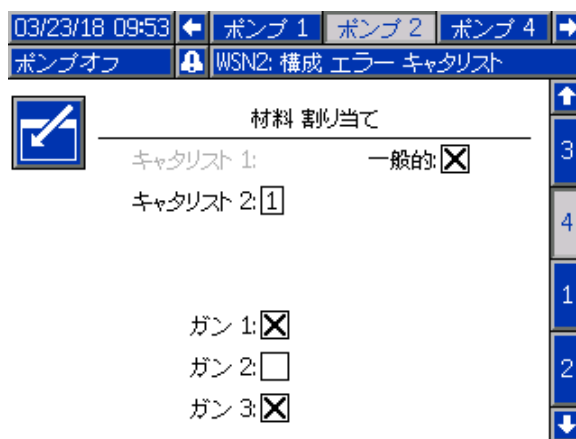 03/23/18 09:53 ポンプ 1 ポンプ 2 ポンプ 4
ポンプオフ WSN2: 構成 エラー キャタリスト
材料 割り当て
キャタリスト 1: 一般的:
キャタリスト 2: 1
ガン 1:
ガン 2:
ガン 3:
3
4
1
2